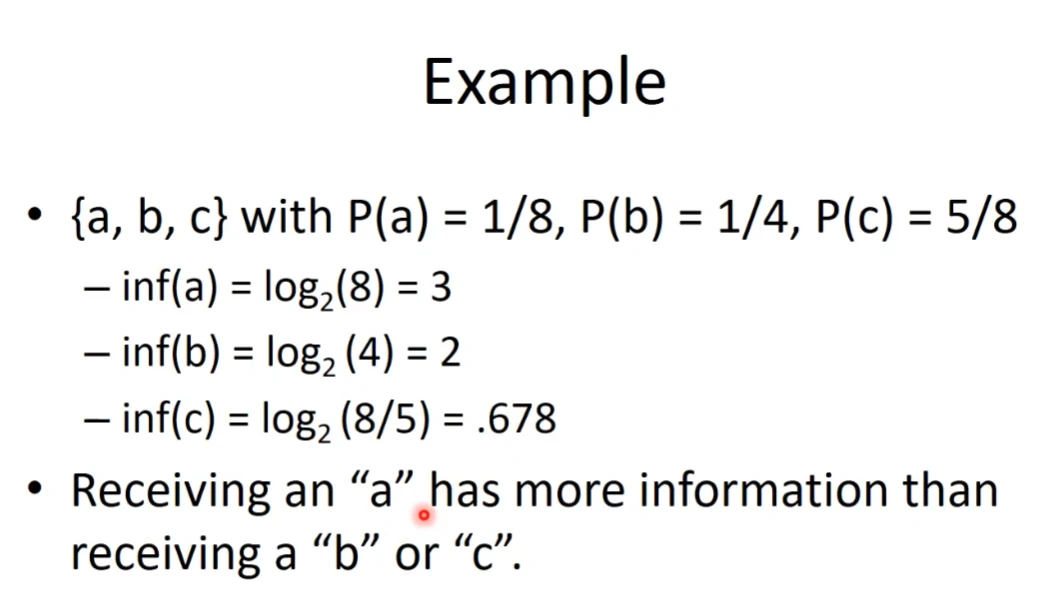 Example
• {a, b, c} with P(a) = 1/8, P(b) = 1/4, P(c) = 5/8
– inf(a) = log₂(8) = 3
– inf(b) = log₂ (4) = 2
– inf(c) = log₂ (8/5) = .678
• Receiving an “a” has more information than
receiving a “b” or “c”.